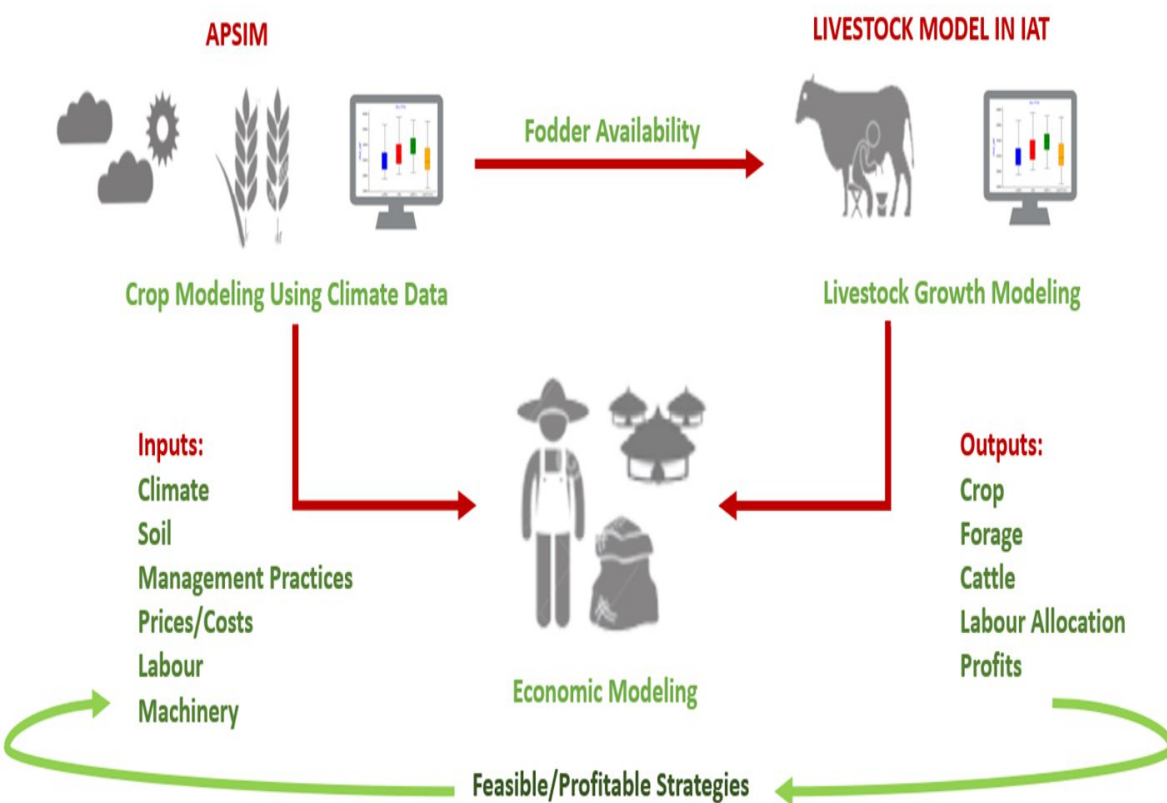 APSIM
LIVESTOCK MODEL IN IAT
Fodder Availability
Crop Modeling Using Climate Data
Livestock Growth Modeling
Inputs:
Climate
Soil
Management Practices
Prices/Costs
Labour
Machinery
Economic Modeling
Outputs:
Crop
Forage
Cattle
Labour Allocation
Profits
Feasible/Profitable Strategies